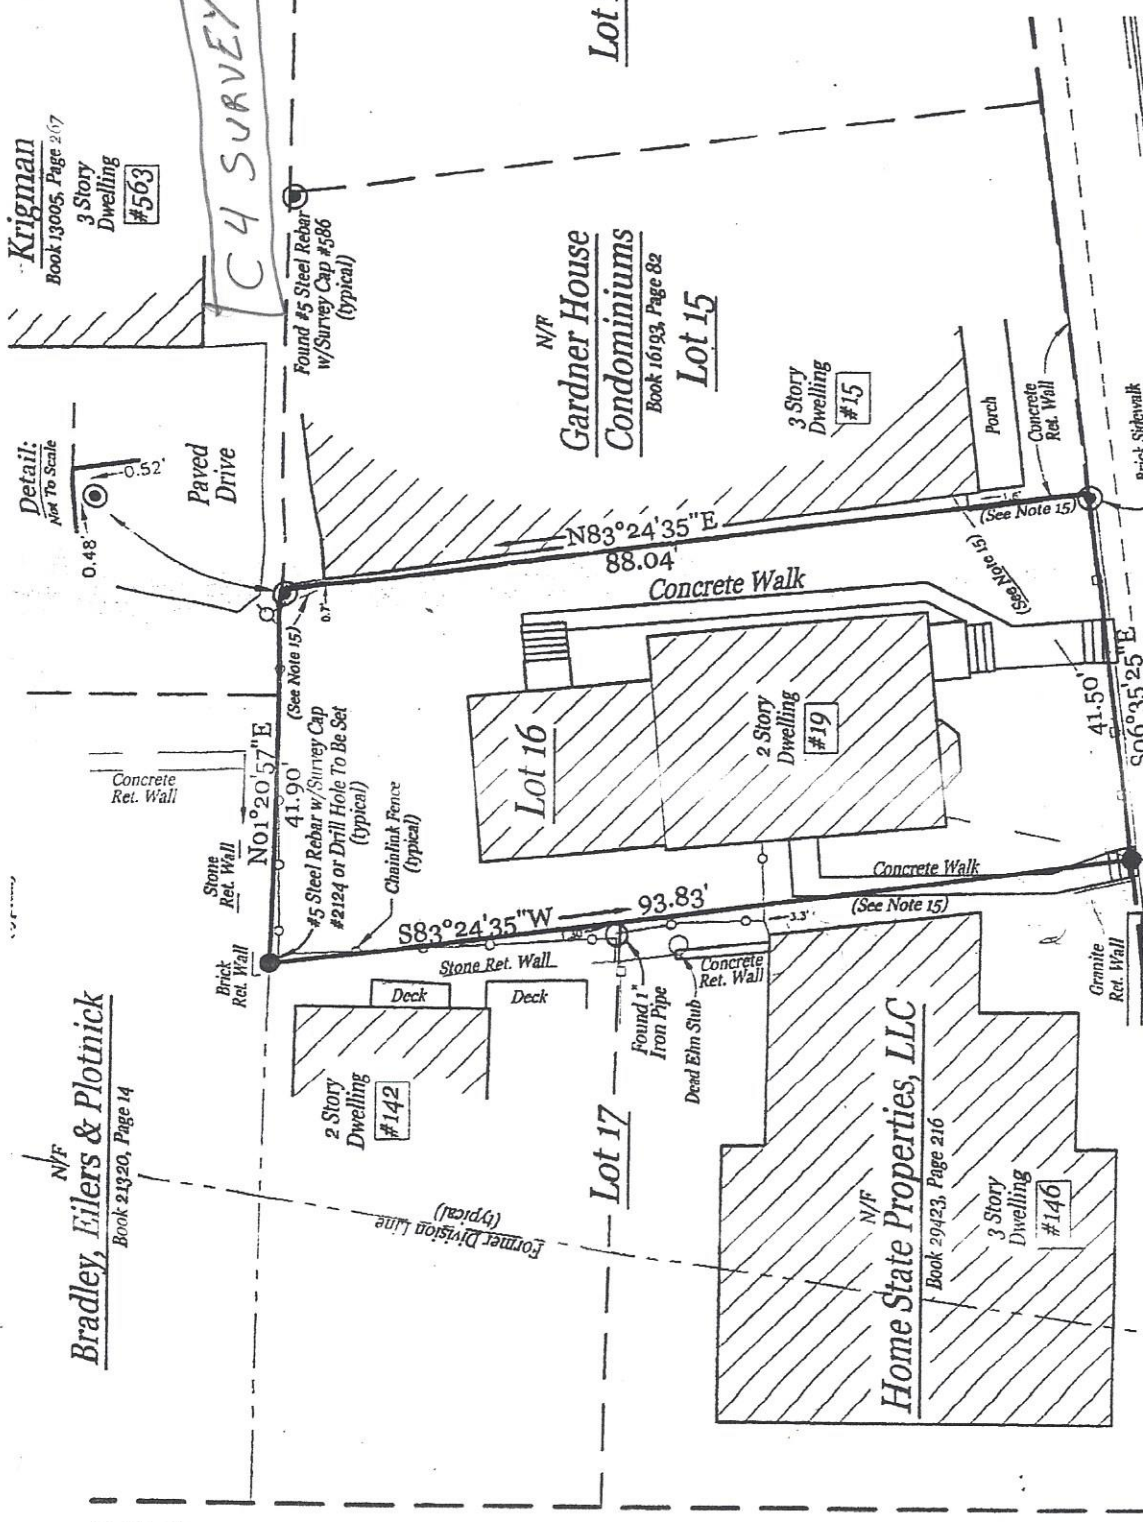 C 4 SURVEY
Krigman
Book 13005, Page 267
3 Story
Dwelling
#563
Lot
Detail:
Not To Scale
0.48'
0.52'
Paved
Drive
Found #5 Steel Rebar
w/Survey Cap #586
(typical)
N/F
Gardner House
Condominiums
Book 16193, Page 82
Lot 15
3 Story
Dwelling
#15
Porch
Concrete
Ret. Wall
Brick Sidewalk
N83°24'35"E
88.04'
(See Note 15)
(See Note 15)
Concrete Walk
(See Note 15)
0.7'
N01°20'57"E
41.90'
#5 Steel Rebar w/Survey Cap
#2124 or Drill Hole To Be Set
(typical)
Chainlink Fence
(typical)
Concrete
Ret. Wall
Stone
Ret. Wall
Brick
Ret. Wall
Lot 16
2 Story
Dwelling
#19
41.50'
S06°35'25"E
Concrete Walk
(See Note 15)
S83°24'35"W
93.83'
3.3'
Stone Ret. Wall
Concrete
Ret. Wall
Found 1"
Iron Pipe
Dead Elm Stub
Granite
Ret. Wall
Deck
Deck
2 Story
Dwelling
#142
N/F
Bradley, Eilers & Plotnick
Book 21320, Page 14
Former Division Line
(typical)
Lot 17
N/F
Home State Properties, LLC
Book 29423, Page 216
3 Story
Dwelling
#146